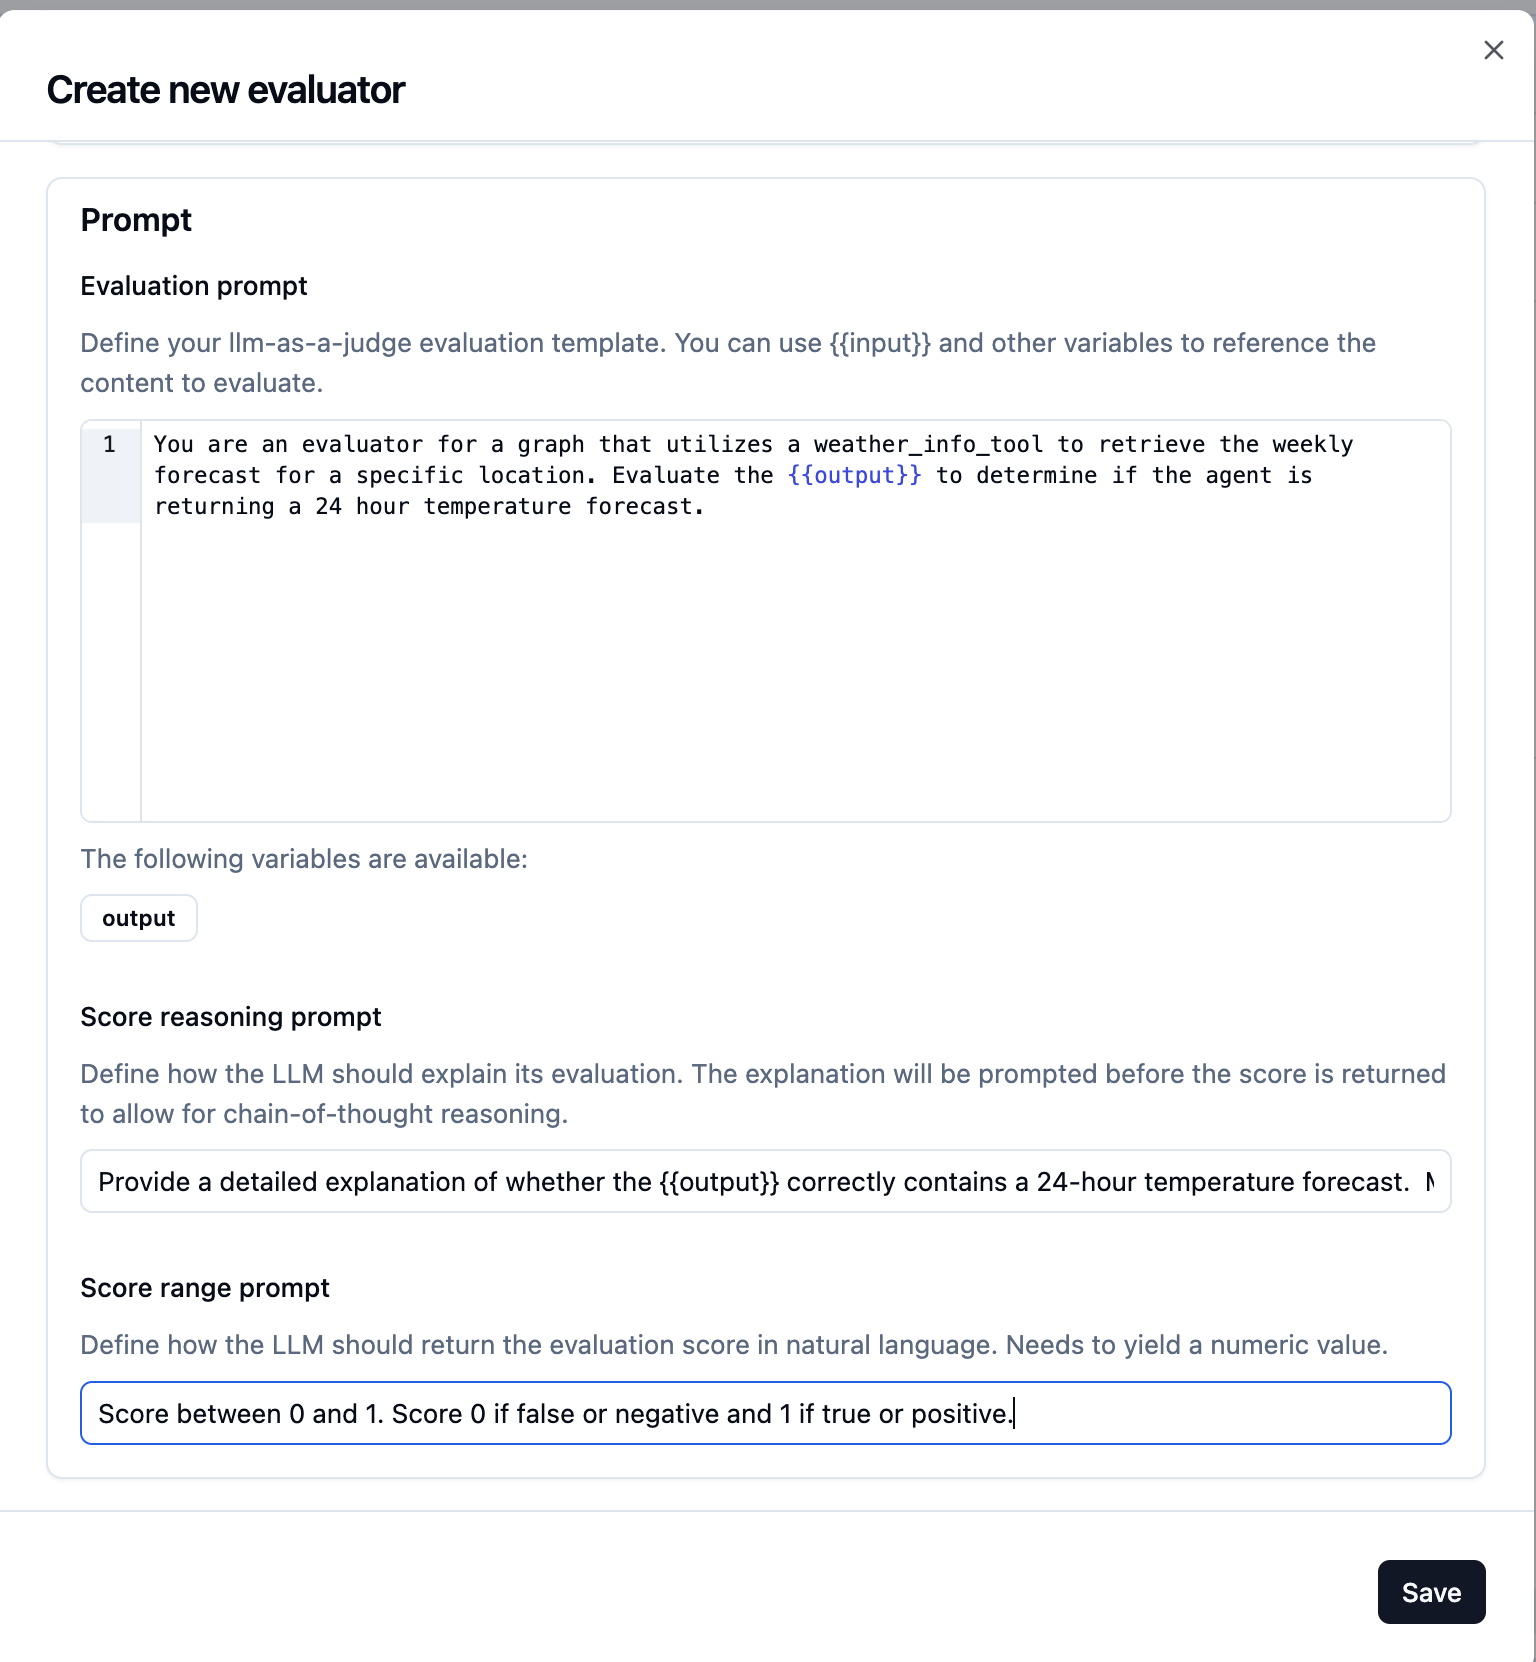 Create new evaluator
Prompt
Evaluation prompt
Define your llm-as-a-judge evaluation template. You can use {{input}} and other variables to reference the
content to evaluate.
1
You are an evaluator for a graph that utilizes a weather_info_tool to retrieve the weekly
forecast for a specific location. Evaluate the {{output}} to determine if the agent is
returning a 24 hour temperature forecast.
The following variables are available:
output
Score reasoning prompt
Define how the LLM should explain its evaluation. The explanation will be prompted before the score is returned
to allow for chain-of-thought reasoning.
Provide a detailed explanation of whether the {{output}} correctly contains a 24-hour temperature forecast.
Score range prompt
Define how the LLM should return the evaluation score in natural language. Needs to yield a numeric value.
Score between 0 and 1. Score 0 if false or negative and 1 if true or positive.
Save